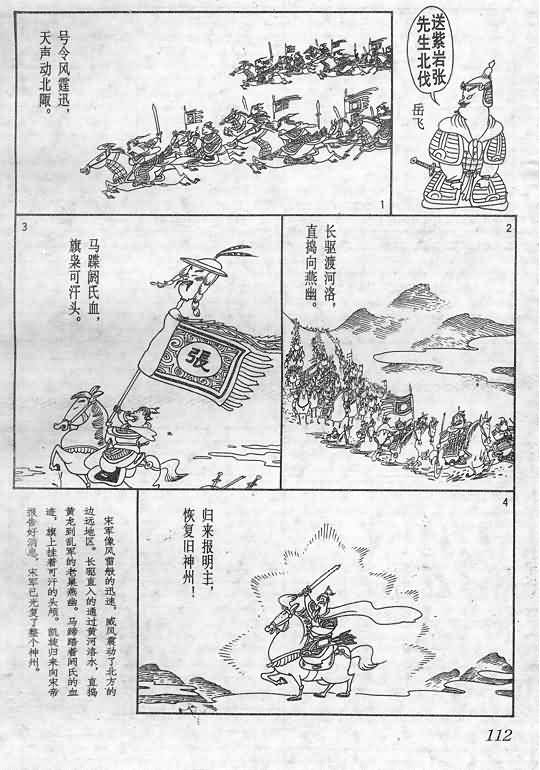 送紫岩张
先生北伐
岳飞
号令风霆迅，
天声动北陬。
1
长驱渡河洛，
直捣向燕幽。
2
3
马蹀阏氏血，
旗枭可汗头。
張
4
归来报明主，
恢复旧神州！
宋军像风雷般的迅速，威风震动了北方的
边远地区。长驱直入的通过黄河洛水，直捣
黄龙到乱军的老巢燕幽。马蹄踏着阏氏的血
迹，旗上挂着可汗的头颅。凯旋归来向宋帝
报告好消息，宋军已光复了整个神州。
112